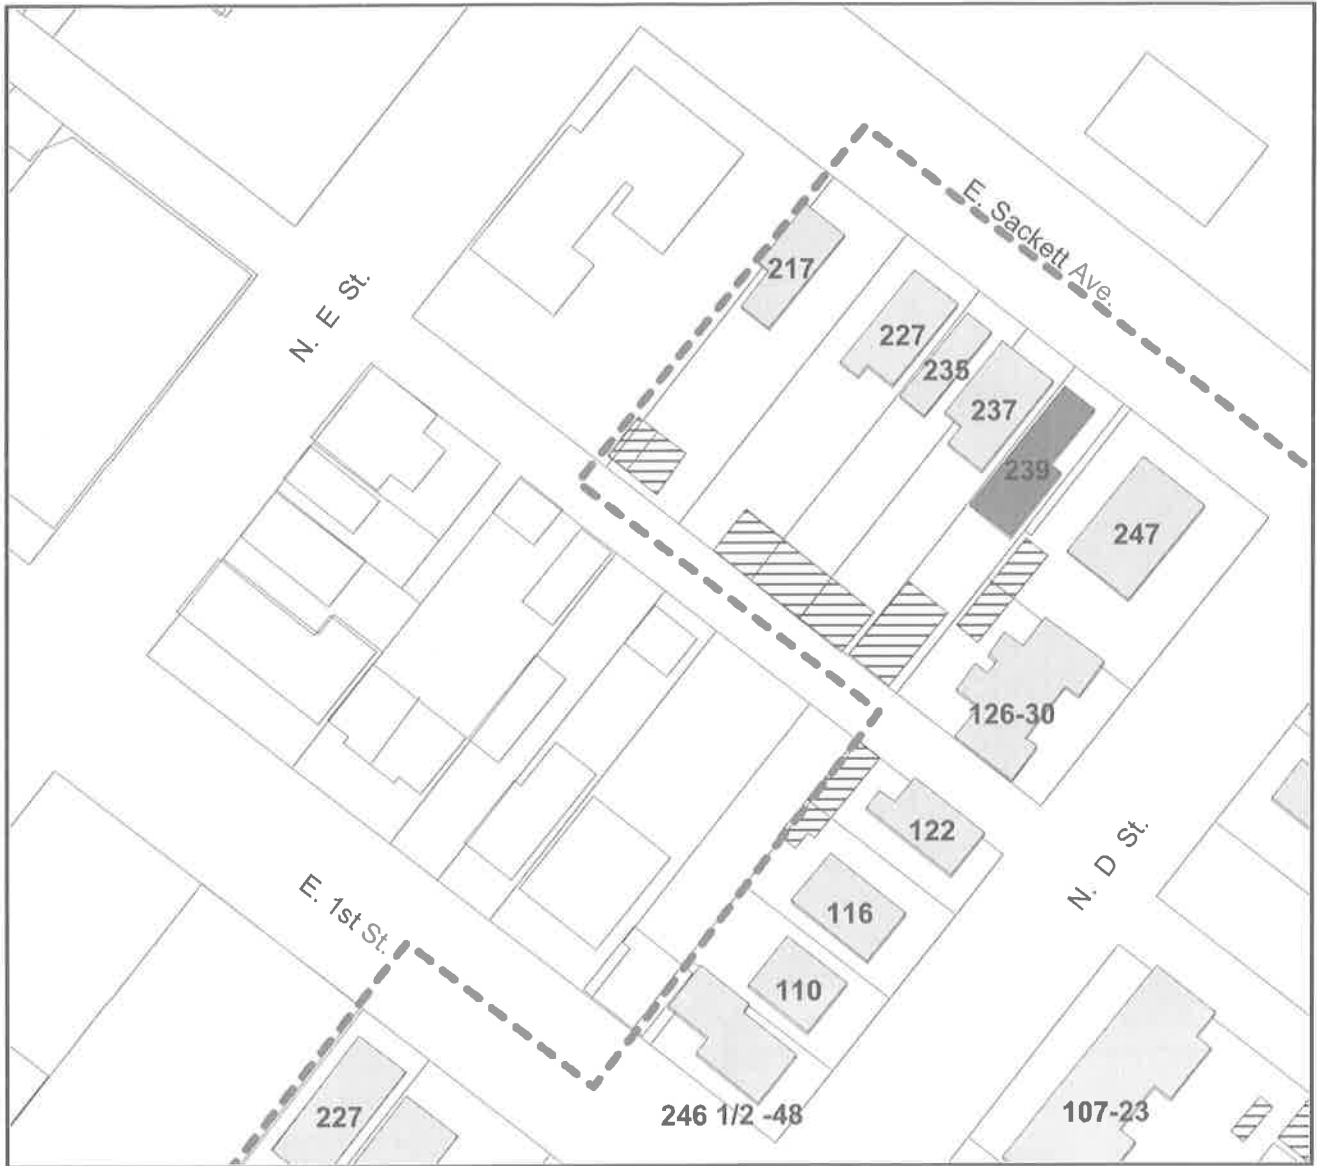 E. Sackett Ave.
217
N. E St.
227
235
237
239
247
126-30
122
N. D St.
116
E. 1st St.
110
227
246 1/2 -48
107-23